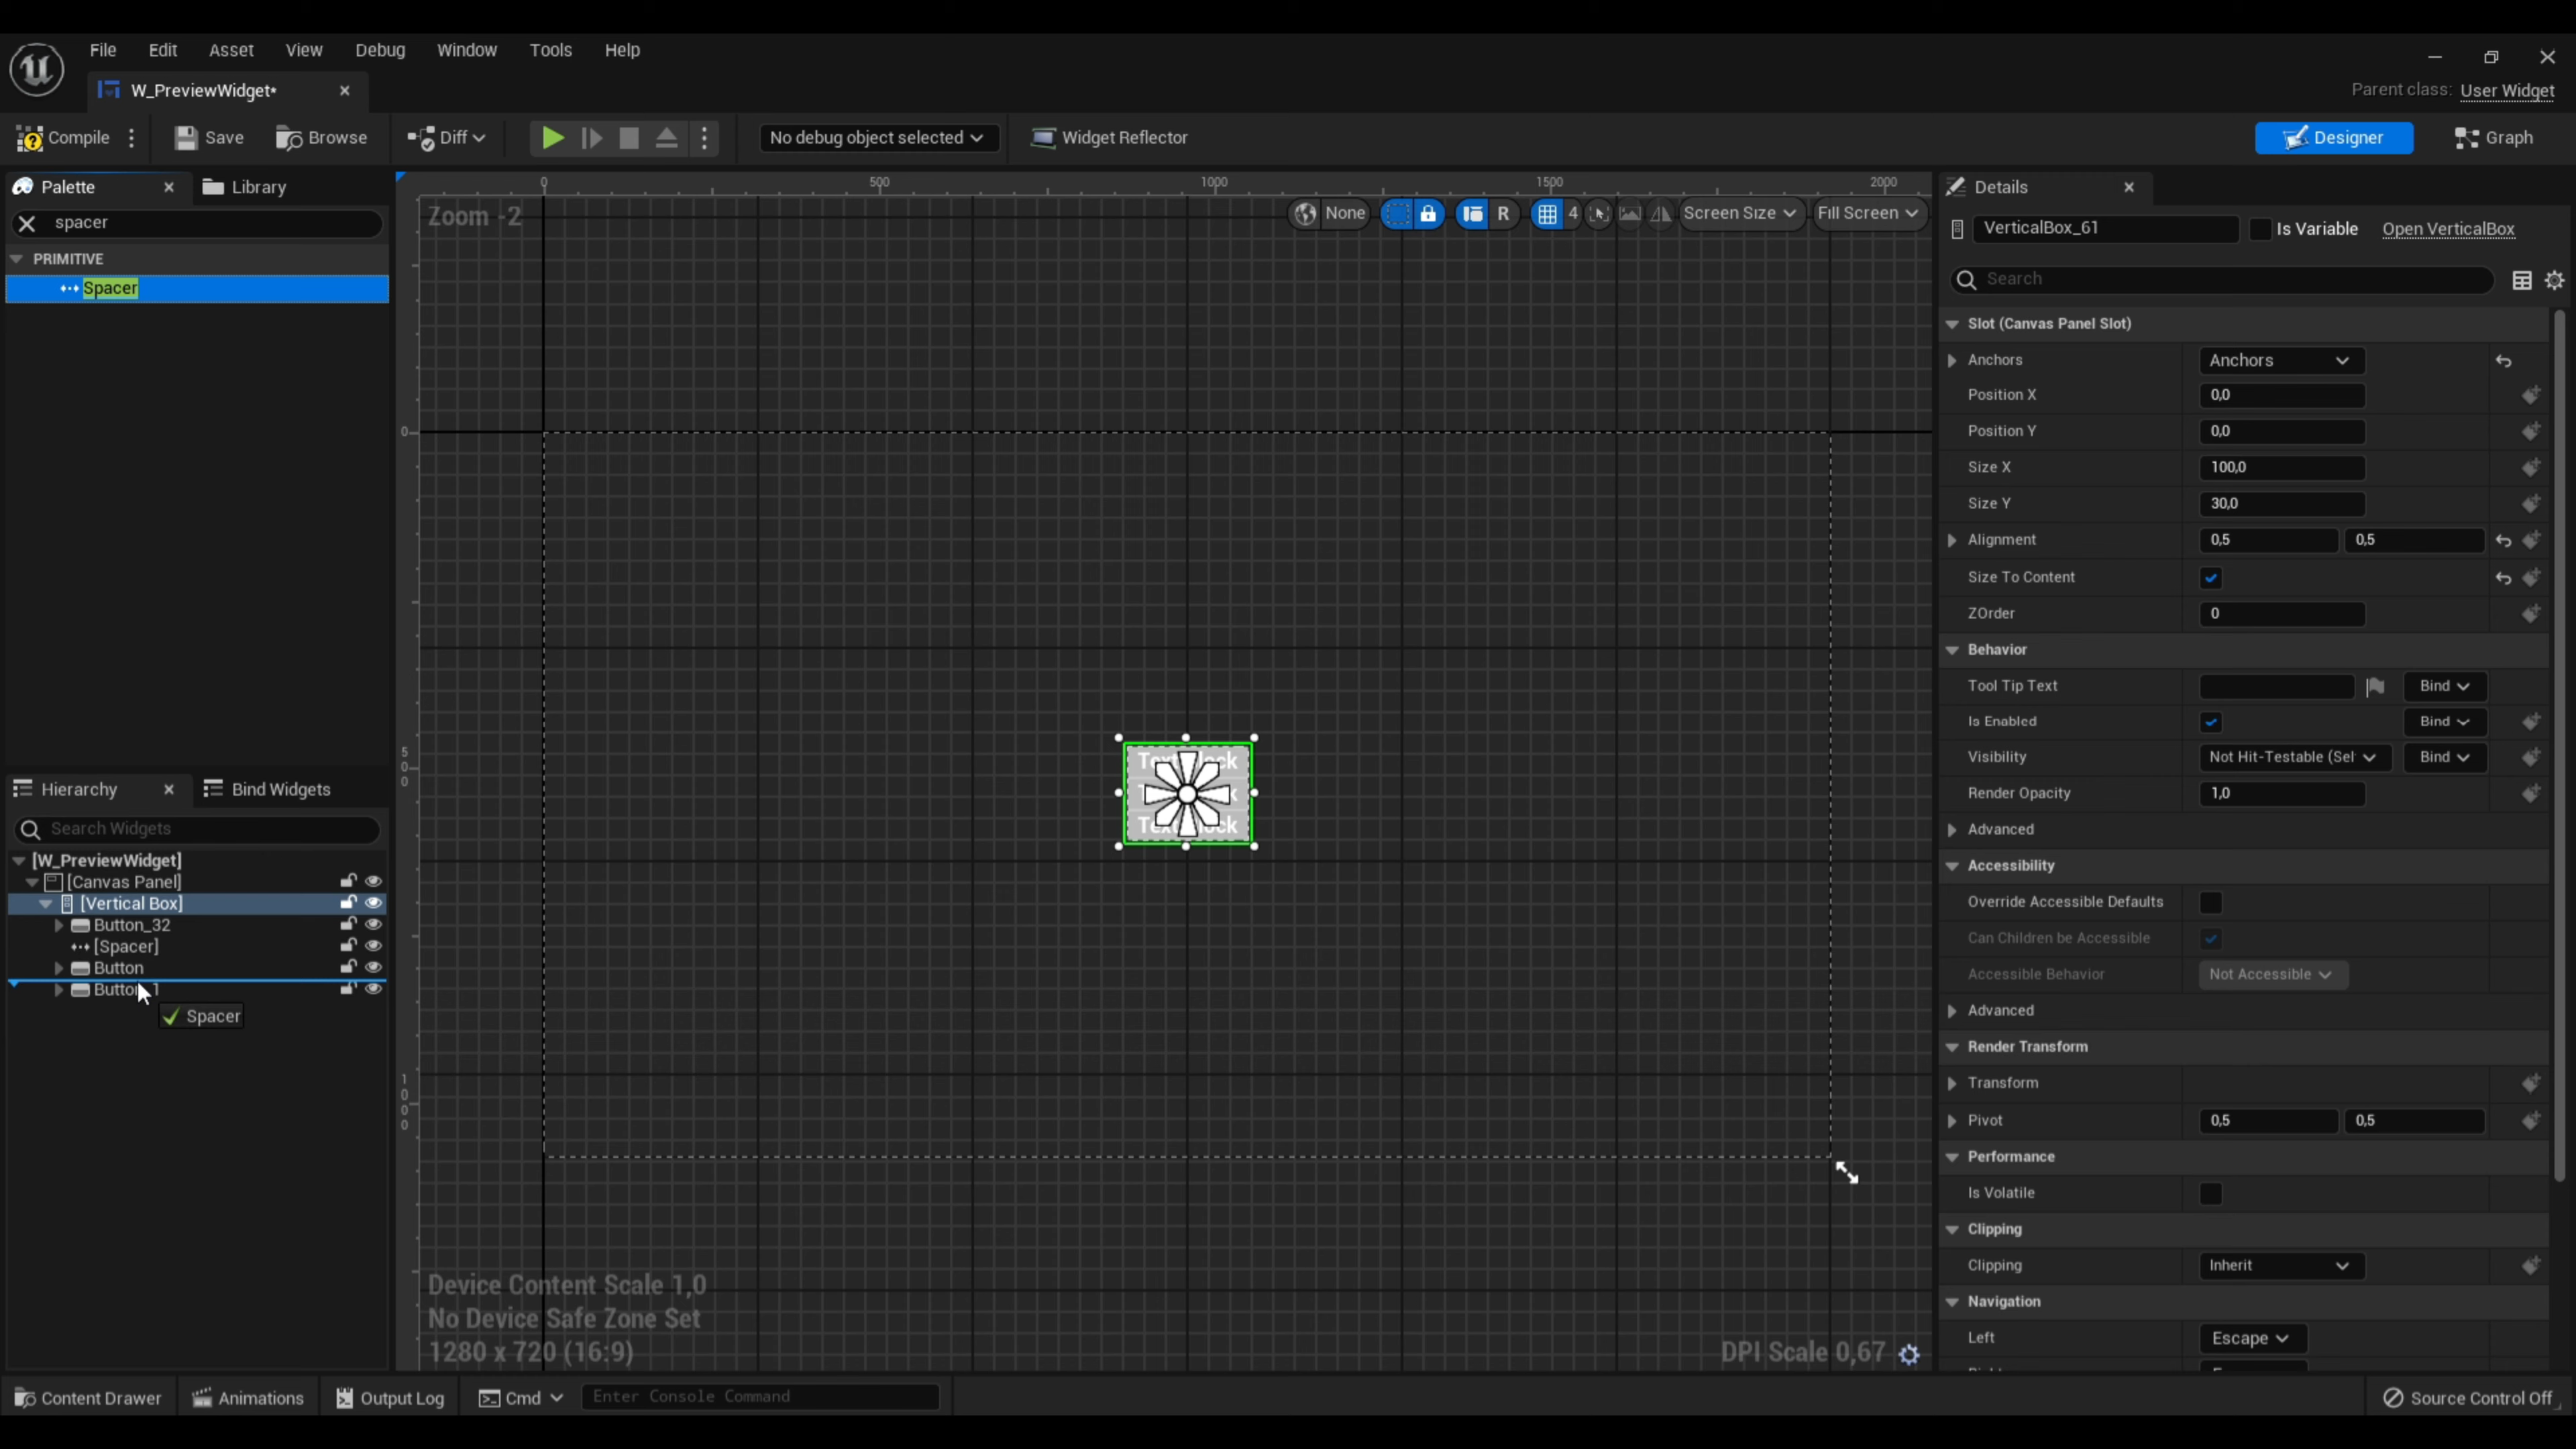 File Edit Asset View Debug Window Tools Help
W_PreviewWidget*
Parent class: User Widget
Compile Save Browse Diff No debug object selected Widget Reflector Designer Graph
Palette Library
spacer
PRIMITIVE
Spacer
0 500 1000 1500 2000
Zoom -2
None R 4 Screen Size Fill Screen
0
500
1000
Device Content Scale 1,0
No Device Safe Zone Set
1280 x 720 (16:9)
DPI Scale 0,67
Hierarchy Bind Widgets
Search Widgets
[W_PreviewWidget]
[Canvas Panel]
[Vertical Box]
Button_32
[Spacer]
Button
Spacer
Details
VerticalBox_61 Is Variable Open VerticalBox
Search
Slot (Canvas Panel Slot)
Anchors Anchors
Position X 0,0
Position Y 0,0
Size X 100,0
Size Y 30,0
Alignment 0,5 0,5
Size To Content
ZOrder 0
Behavior
Tool Tip Text Bind
Is Enabled Bind
Visibility Not Hit-Testable (Sel Bind
Render Opacity 1,0
Advanced
Accessibility
Override Accessible Defaults
Can Children be Accessible
Accessible Behavior Not Accessible
Advanced
Render Transform
Transform
Pivot 0,5 0,5
Performance
Is Volatile
Clipping
Clipping Inherit
Navigation
Left Escape
Content Drawer Animations Output Log Cmd Enter Console Command Source Control Off